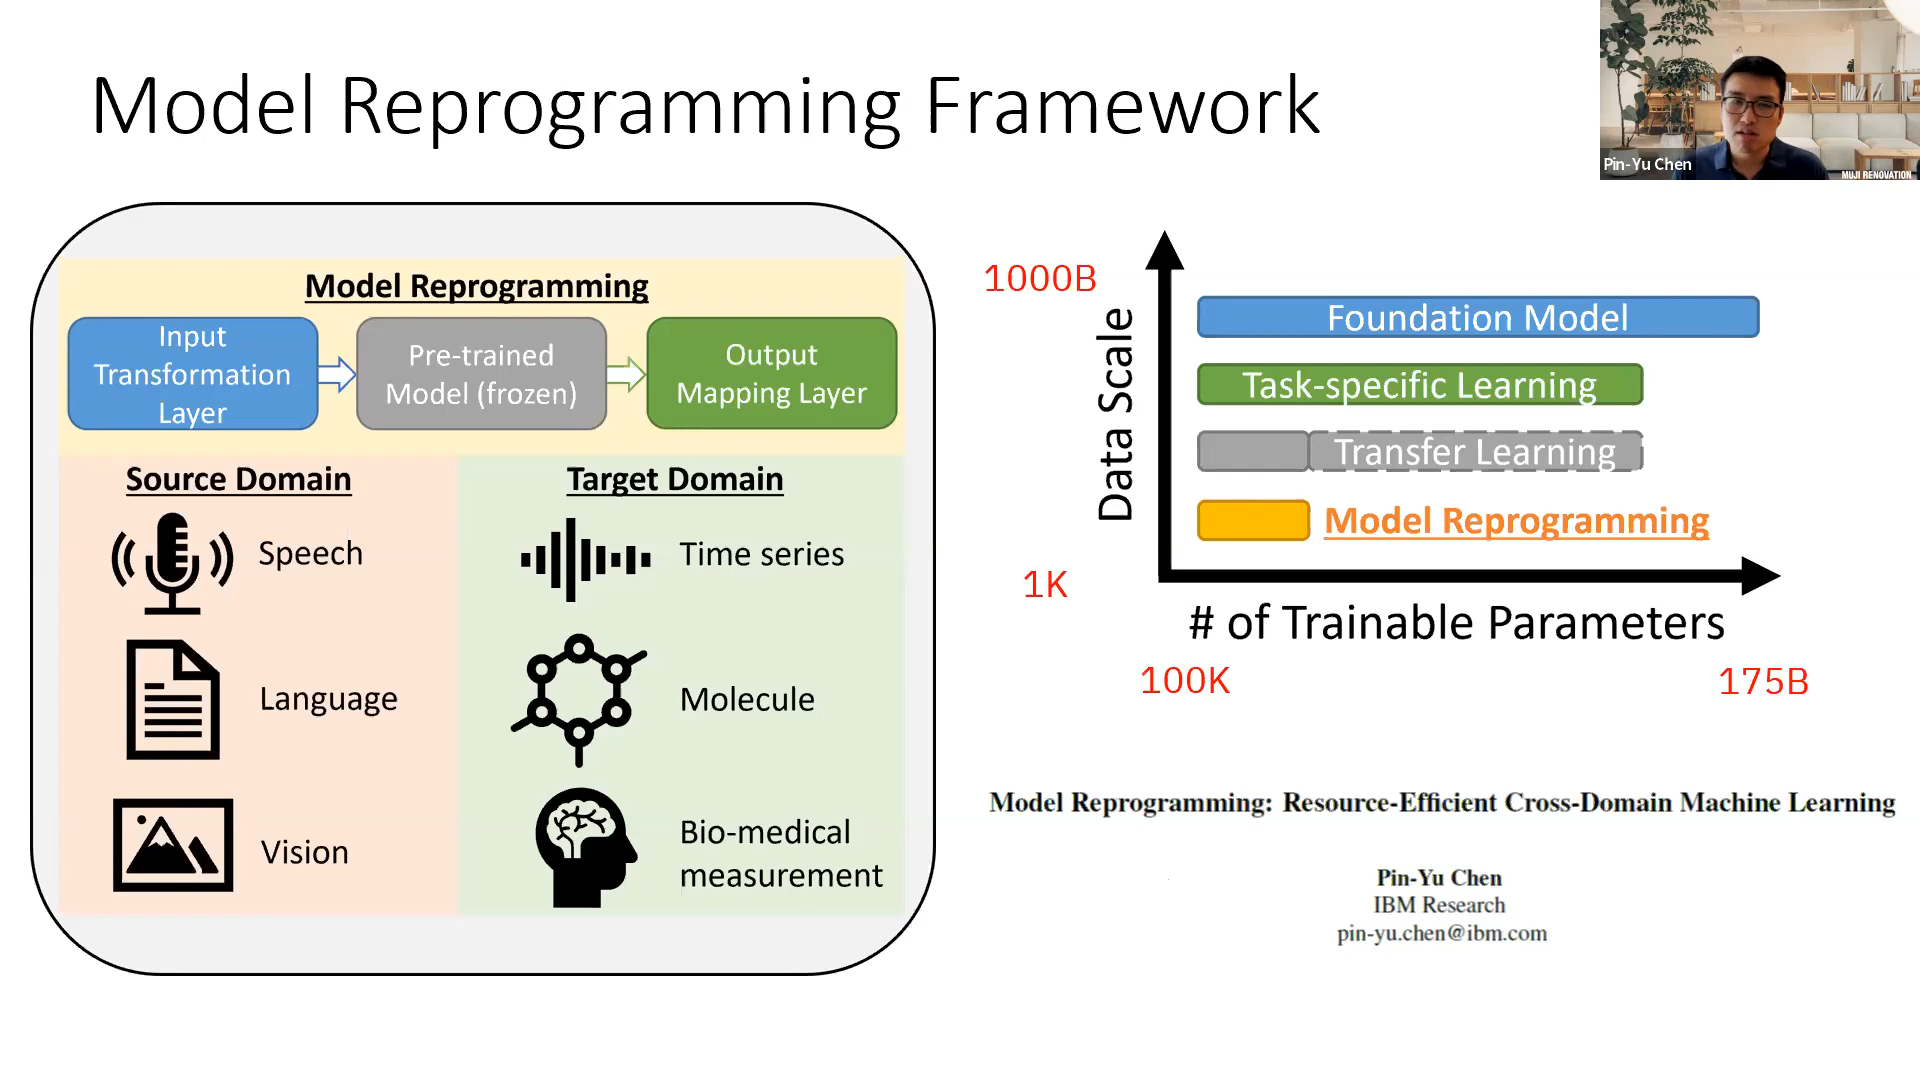 Model Reprogramming Framework
Pin-Yu Chen
MUJI RENOVATION
Model Reprogramming
Input
Transformation
Layer
Pre-trained
Model (frozen)
Output
Mapping Layer
Source Domain
Speech
Language
Vision
Target Domain
Time series
Molecule
Bio-medical
measurement
1000B
Data Scale
1K
Foundation Model
Task-specific Learning
Transfer Learning
Model Reprogramming
# of Trainable Parameters
100K
175B
Model Reprogramming: Resource-Efficient Cross-Domain Machine Learning
Pin-Yu Chen
IBM Research
pin-yu.chen@ibm.com